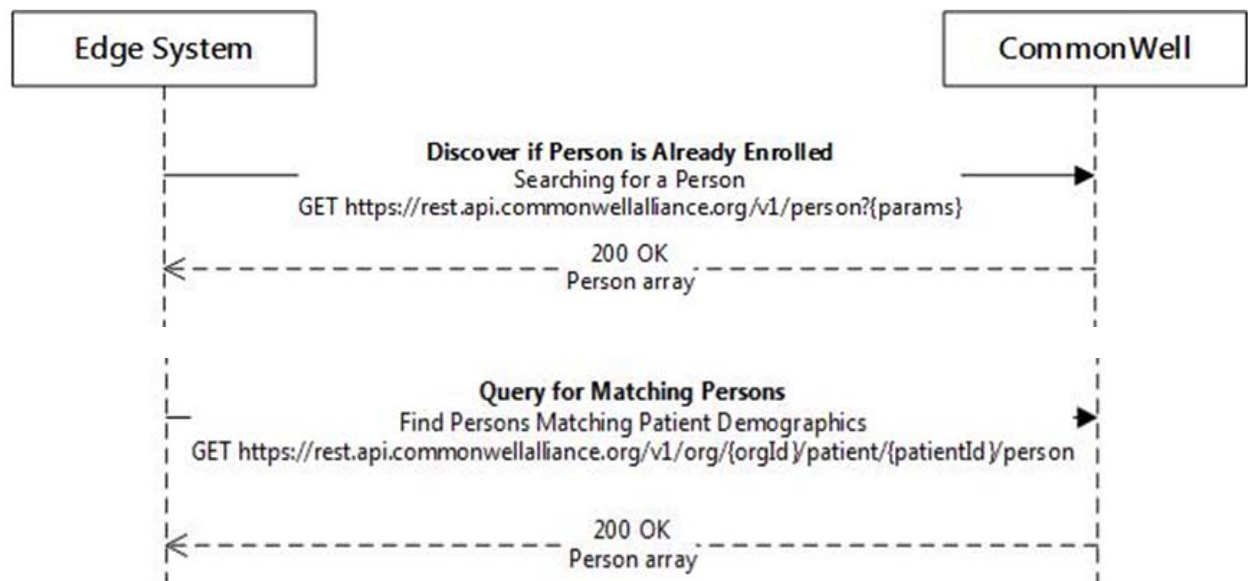 Edge System
CommonWell
Discover if Person is Already Enrolled
Searching for a Person
GET https://rest.api.commonwellalliance.org/v1/person?{params}
200 OK
Person array
Query for Matching Persons
Find Persons Matching Patient Demographics
GET https://rest.api.commonwellalliance.org/v1/org/{orgId}/patient/{patientId}/person
200 OK
Person array